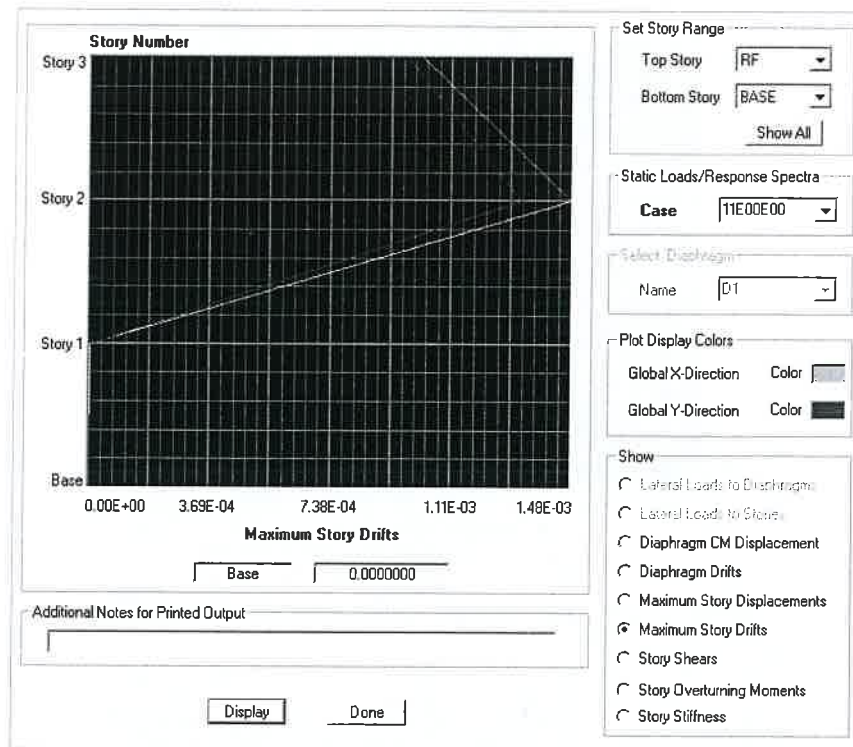 Story Number
Story 3
Story 2
Story 1
Base
0.00E+00 3.69E-04 7.38E-04 1.11E-03 1.48E-03
Maximum Story Drifts
Base 0.0000000
Additional Notes for Printed Output
Display Done
Set Story Range
Top Story RF
Bottom Story BASE
Show All
Static Loads/Response Spectra
Case 11E00E00
Select Diaphragm
Name D1
Plot Display Colors
Global X-Direction Color
Global Y-Direction Color
Show
Lateral Loads to Diaphragms
Lateral Loads to Stories
Diaphragm CM Displacement
Diaphragm Drifts
Maximum Story Displacements
Maximum Story Drifts
Story Shears
Story Overturning Moments
Story Stiffness